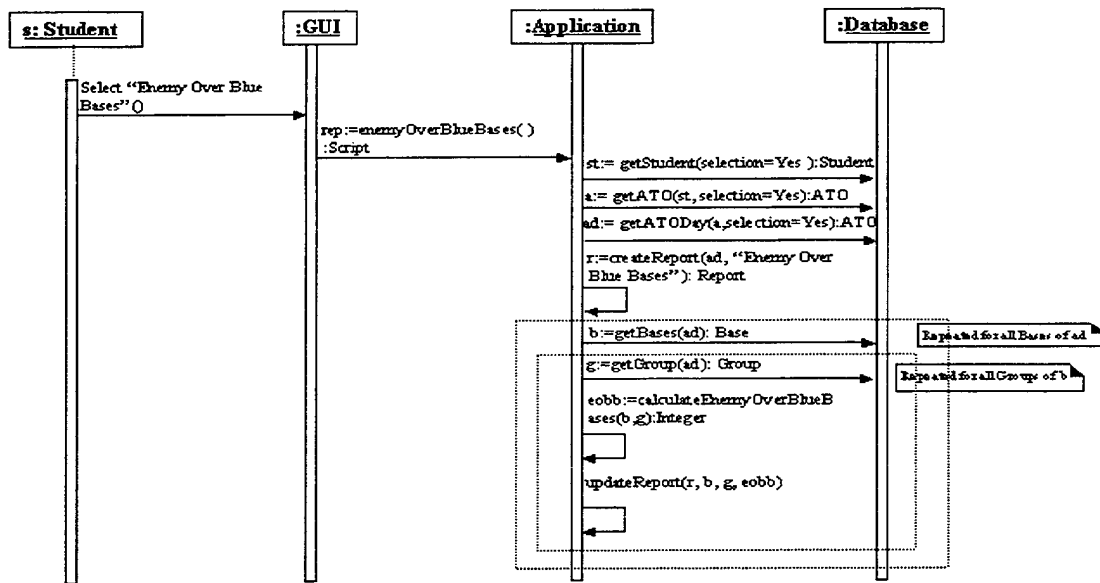 s: Student
:GUI
:Application
:Database
Select “Enemy Over Blue
Bases”()
rep:=enemyOverBlueBases( )
:Script
st:= getStudent(selection=Yes ):Student
a:= getATO(st, selection=Yes):ATO
ad:= getATODay(a,selection=Yes):ATO
r:=createReport(ad, “Enemy Over
Blue Bases”): Report
b:=getBases(ad): Base
Repeated for all Bases of ad
g:=getGroup(ad): Group
Repeated for all Groups of b
eobb:=calculateEnemyOverBlueB
ases(b,g):Integer
updateReport(r, b, g, eobb)